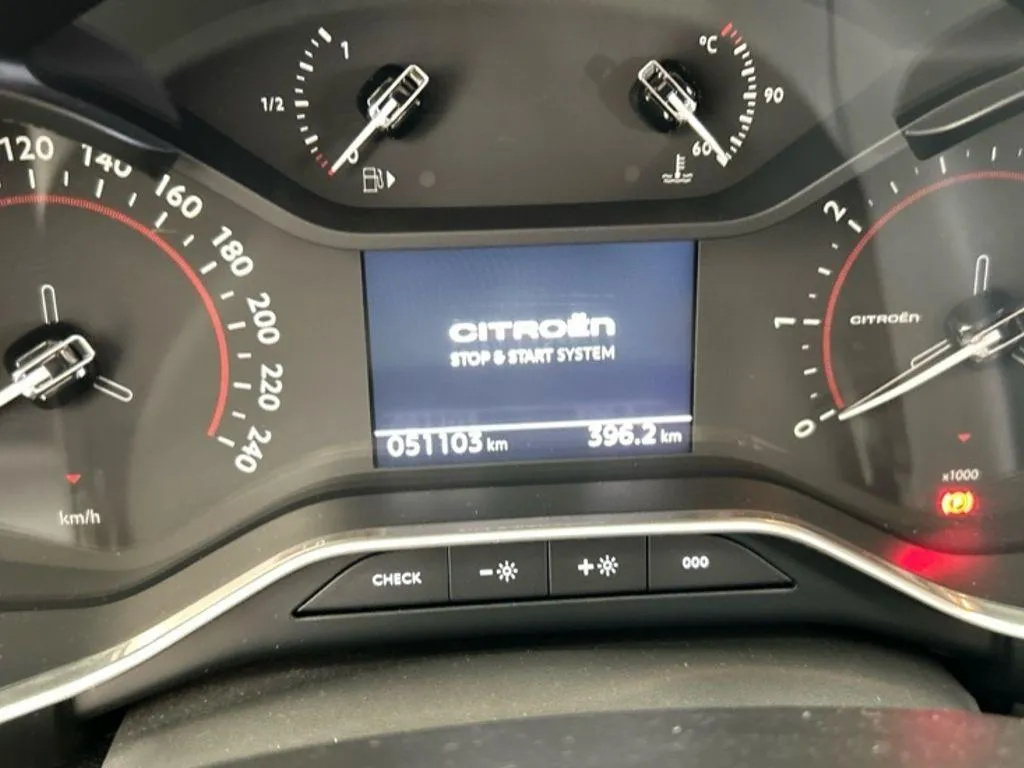 1
1/2
0
°C
90
60
120
140
160
180
200
220
240
km/h
CITROËN
STOP & START SYSTEM
051103 km
396.2 km
2
1
0
CITROËN
x1000
P
CHECK
-
+
000